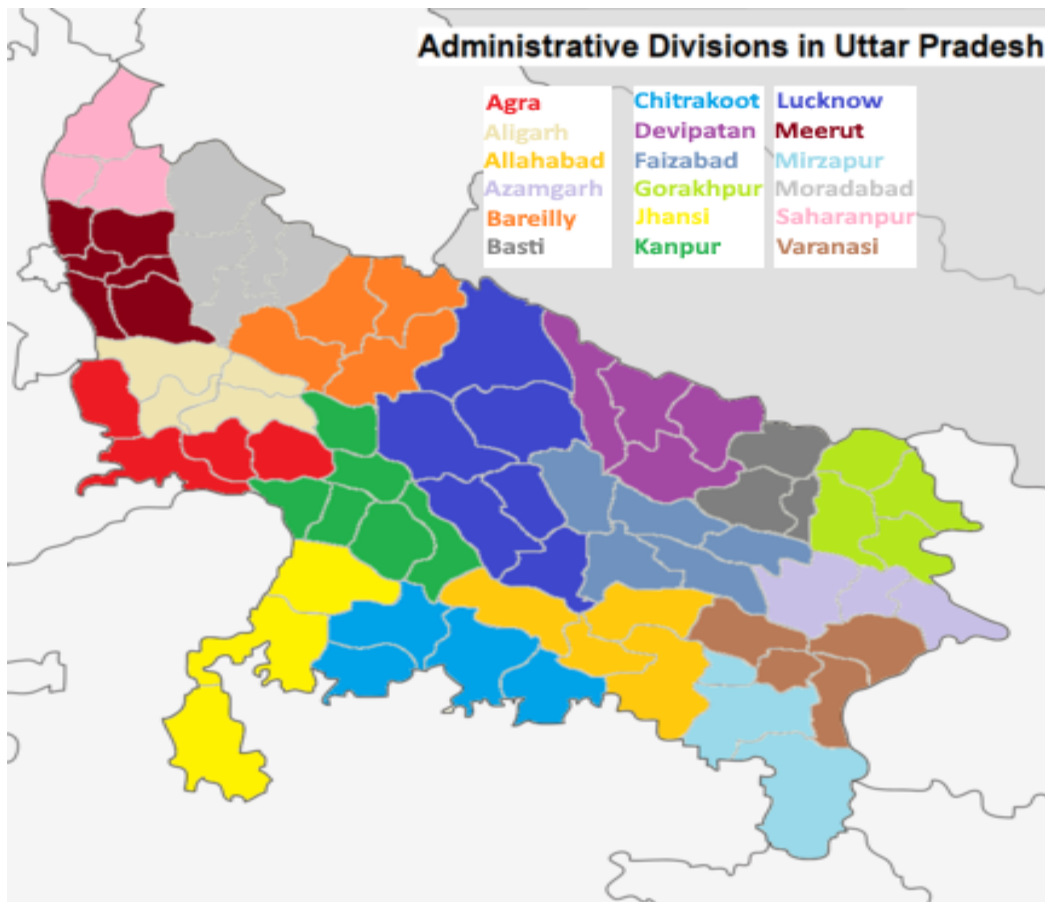 Administrative Divisions in Uttar Pradesh
Agra
Aligarh
Allahabad
Azamgarh
Bareilly
Basti
Chitrakoot
Devipatan
Faizabad
Gorakhpur
Jhansi
Kanpur
Lucknow
Meerut
Mirzapur
Moradabad
Saharanpur
Varanasi